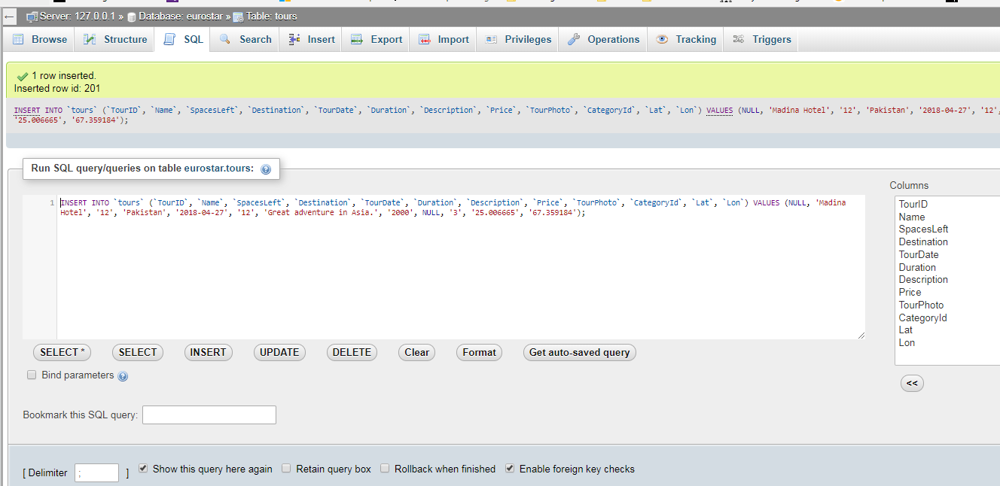 Server: 127.0.0.1 » Database: eurostar » Table: tours
Browse Structure SQL Search Insert Export Import Privileges Operations Tracking Triggers
1 row inserted.
Inserted row id: 201
INSERT INTO `tours` (`TourID`, `Name`, `SpacesLeft`, `Destination`, `TourDate`, `Duration`, `Description`, `Price`, `TourPhoto`, `CategoryId`, `Lat`, `Lon`) VALUES (NULL, 'Madina Hotel', '12', 'Pakistan', '2018-04-27', '12',
'25.006665', '67.359184');
Run SQL query/queries on table eurostar.tours:
1 INSERT INTO `tours` (`TourID`, `Name`, `SpacesLeft`, `Destination`, `TourDate`, `Duration`, `Description`, `Price`, `TourPhoto`, `CategoryId`, `Lat`, `Lon`) VALUES (NULL, 'Madina
Hotel', '12', 'Pakistan', '2018-04-27', '12', 'Great adventure in Asia.', '2000', NULL, '3', '25.006665', '67.359184');
Columns
TourID
Name
SpacesLeft
Destination
TourDate
Duration
Description
Price
TourPhoto
CategoryId
Lat
Lon
<<
SELECT * SELECT INSERT UPDATE DELETE Clear Format Get auto-saved query
Bind parameters
Bookmark this SQL query:
[ Delimiter ; ] Show this query here again Retain query box Rollback when finished Enable foreign key checks